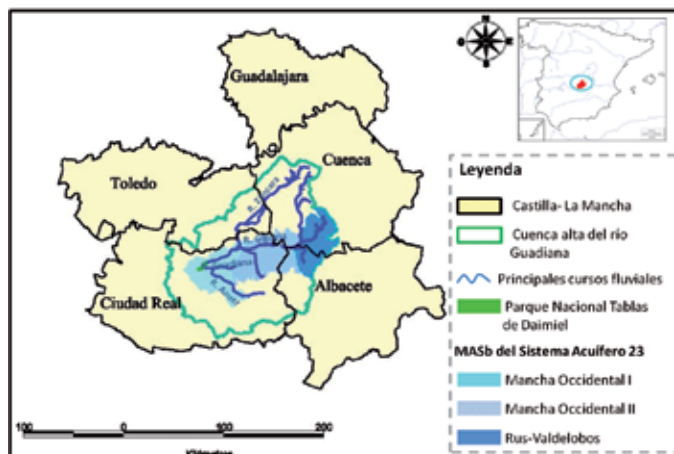 N
Guadalajara
Toledo
Cuenca
Ciudad Real
Albacete
Leyenda
Castilla- La Mancha
Cuenca alta del río
Guadiana
Principales cursos fluviales
Parque Nacional Tablas
de Daimiel
MASb del Sistema Acuífero 23
Mancha Occidental I
Mancha Occidental II
Rus-Valdelobos
100 0 100 200